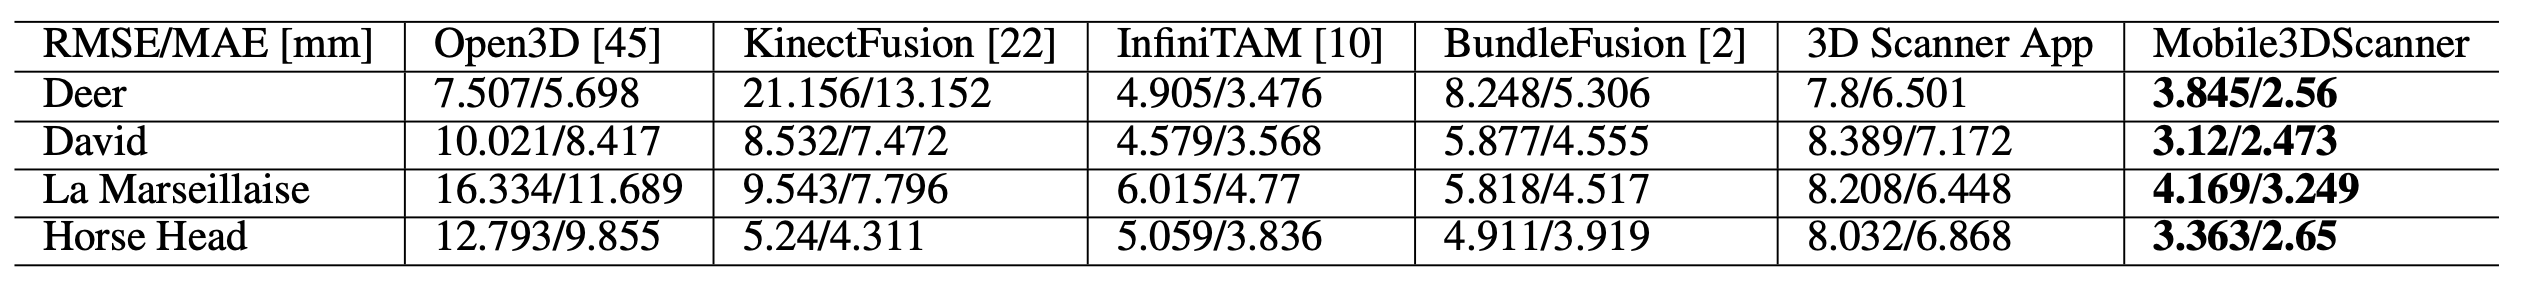 RMSE/MAE [mm] Open3D [45] KinectFusion [22] InfiniTAM [10] BundleFusion [2] 3D Scanner App Mobile3DScanner
Deer 7.507/5.698 21.156/13.152 4.905/3.476 8.248/5.306 7.8/6.501 3.845/2.56
David 10.021/8.417 8.532/7.472 4.579/3.568 5.877/4.555 8.389/7.172 3.12/2.473
La Marseillaise 16.334/11.689 9.543/7.796 6.015/4.77 5.818/4.517 8.208/6.448 4.169/3.249
Horse Head 12.793/9.855 5.24/4.311 5.059/3.836 4.911/3.919 8.032/6.868 3.363/2.65